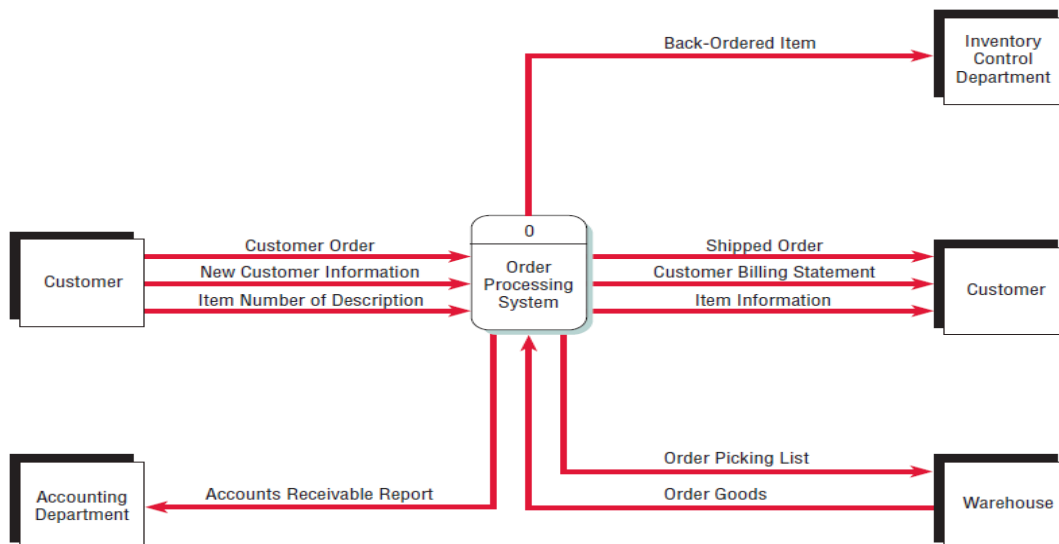 Back-Ordered Item
Inventory
Control
Department
0
Order
Processing
System
Customer
Customer Order
New Customer Information
Item Number of Description
Shipped Order
Customer Billing Statement
Item Information
Customer
Order Picking List
Order Goods
Warehouse
Accounts Receivable Report
Accounting
Department